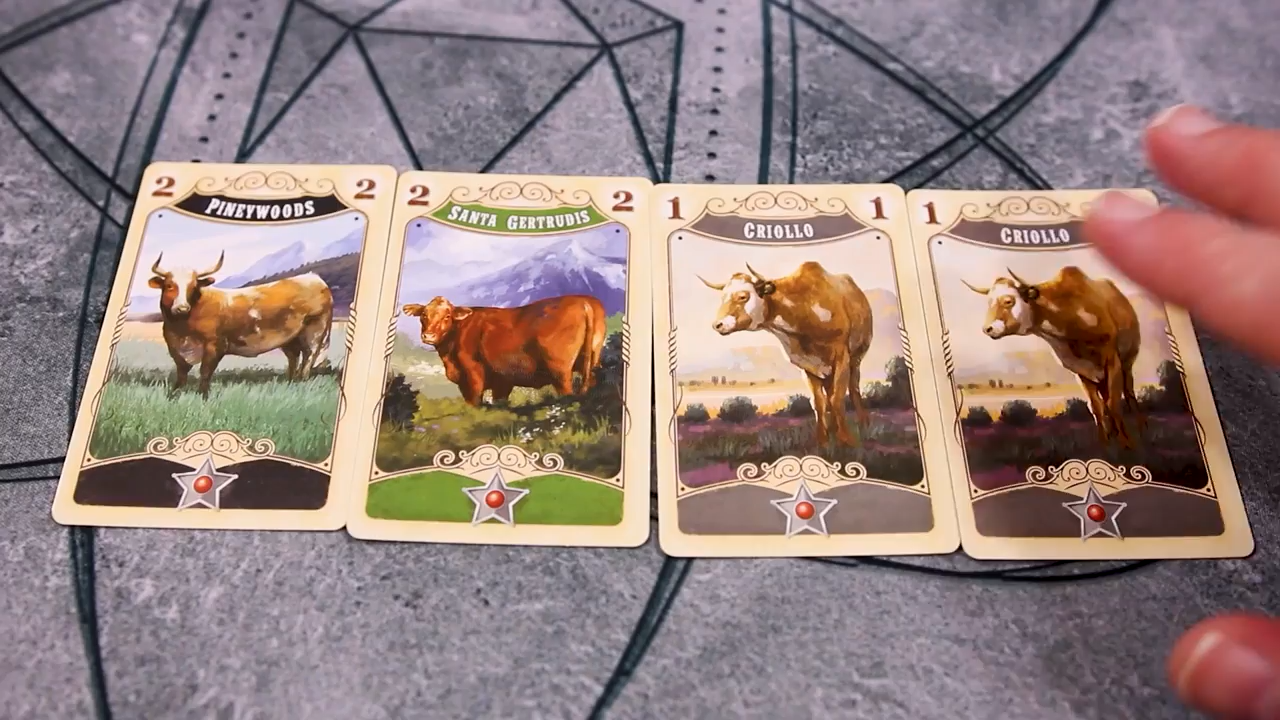 2 2
PINEYWOODS
2 2
SANTA GERTRUDIS
1 1
CRIOLLO
1
CRIOLLO